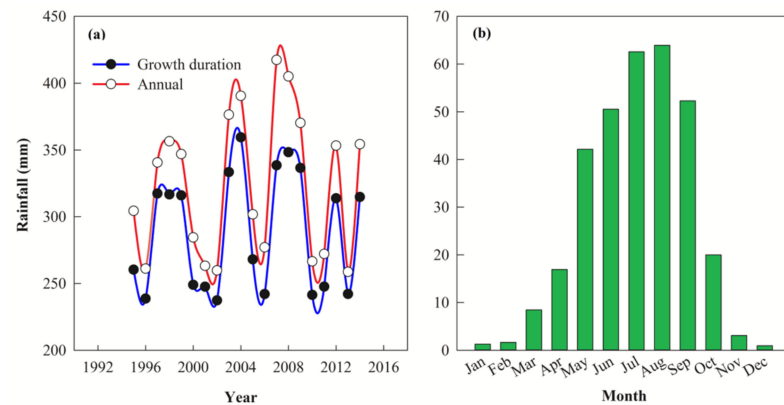 (a)
Growth duration
Annual
Rainfall (mm)
450
400
350
300
250
200
1992 1996 2000 2004 2008 2012 2016
Year
(b)
70
60
50
40
30
20
10
0
Jan Feb Mar Apr May Jun Jul Aug Sep Oct Nov Dec
Month